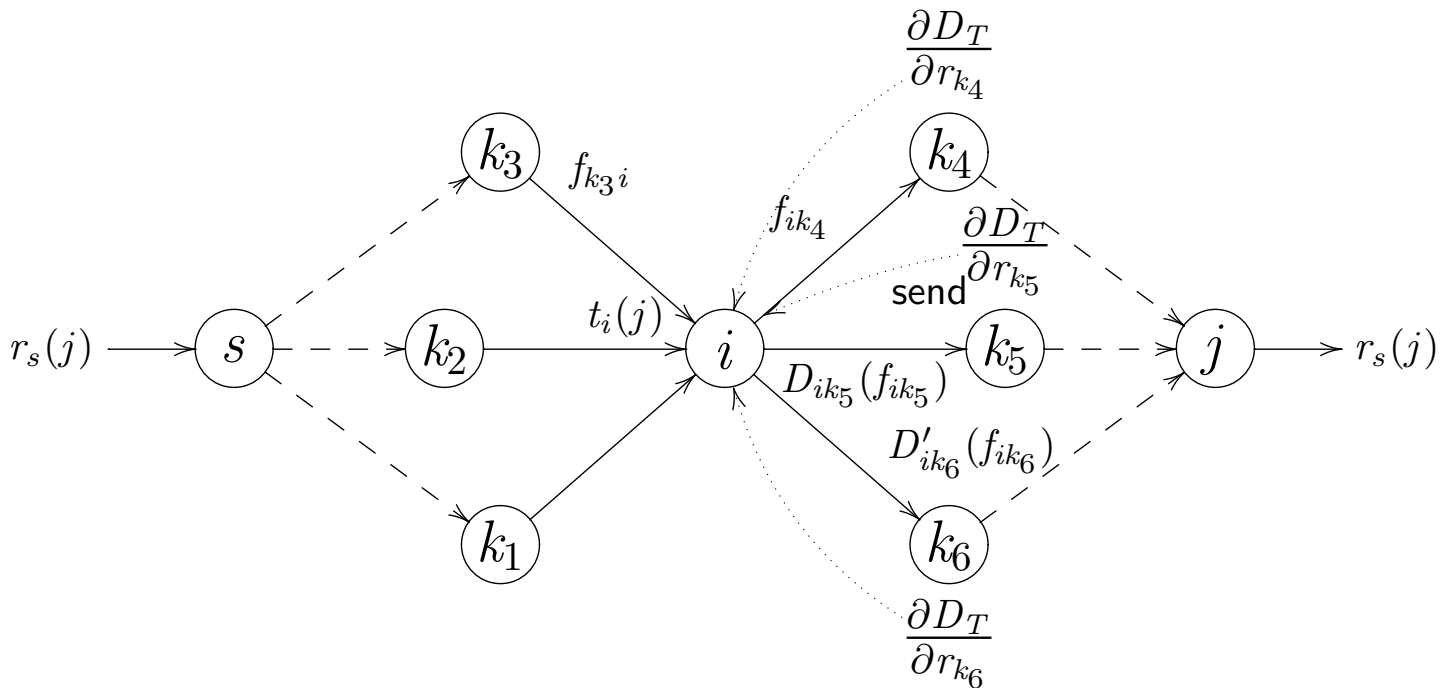 ∂D_T
∂r_{k_4}
k_3
f_{k_3 i}
k_4
f_{ik_4}
∂D_T
∂r_{k_5}
send
t_i(j)
r_s(j)
s
k_2
i
k_5
j
r_s(j)
D_{ik_5}(f_{ik_5})
D'_{ik_6}(f_{ik_6})
k_1
k_6
∂D_T
∂r_{k_6}